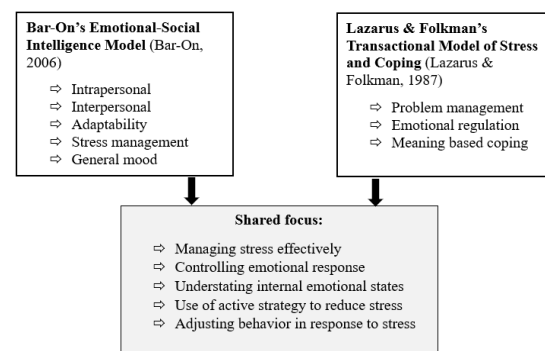 Bar-On's Emotional-Social
Intelligence Model (Bar-On,
2006)
⇨ Intrapersonal
⇨ Interpersonal
⇨ Adaptability
⇨ Stress management
⇨ General mood
Lazarus & Folkman's
Transactional Model of Stress
and Coping (Lazarus &
Folkman, 1987)
⇨ Problem management
⇨ Emotional regulation
⇨ Meaning based coping
Shared focus:
⇨ Managing stress effectively
⇨ Controlling emotional response
⇨ Understating internal emotional states
⇨ Use of active strategy to reduce stress
⇨ Adjusting behavior in response to stress